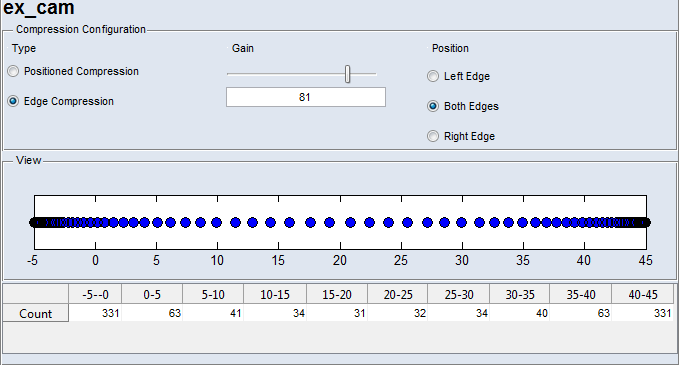 ex_cam
Compression Configuration
Type Gain Position
Positioned Compression Left Edge
Edge Compression 81 Both Edges
Right Edge
View
-5 0 5 10 15 20 25 30 35 40 45
-5--0 0-5 5-10 10-15 15-20 20-25 25-30 30-35 35-40 40-45
Count 331 63 41 34 31 32 34 40 63 331